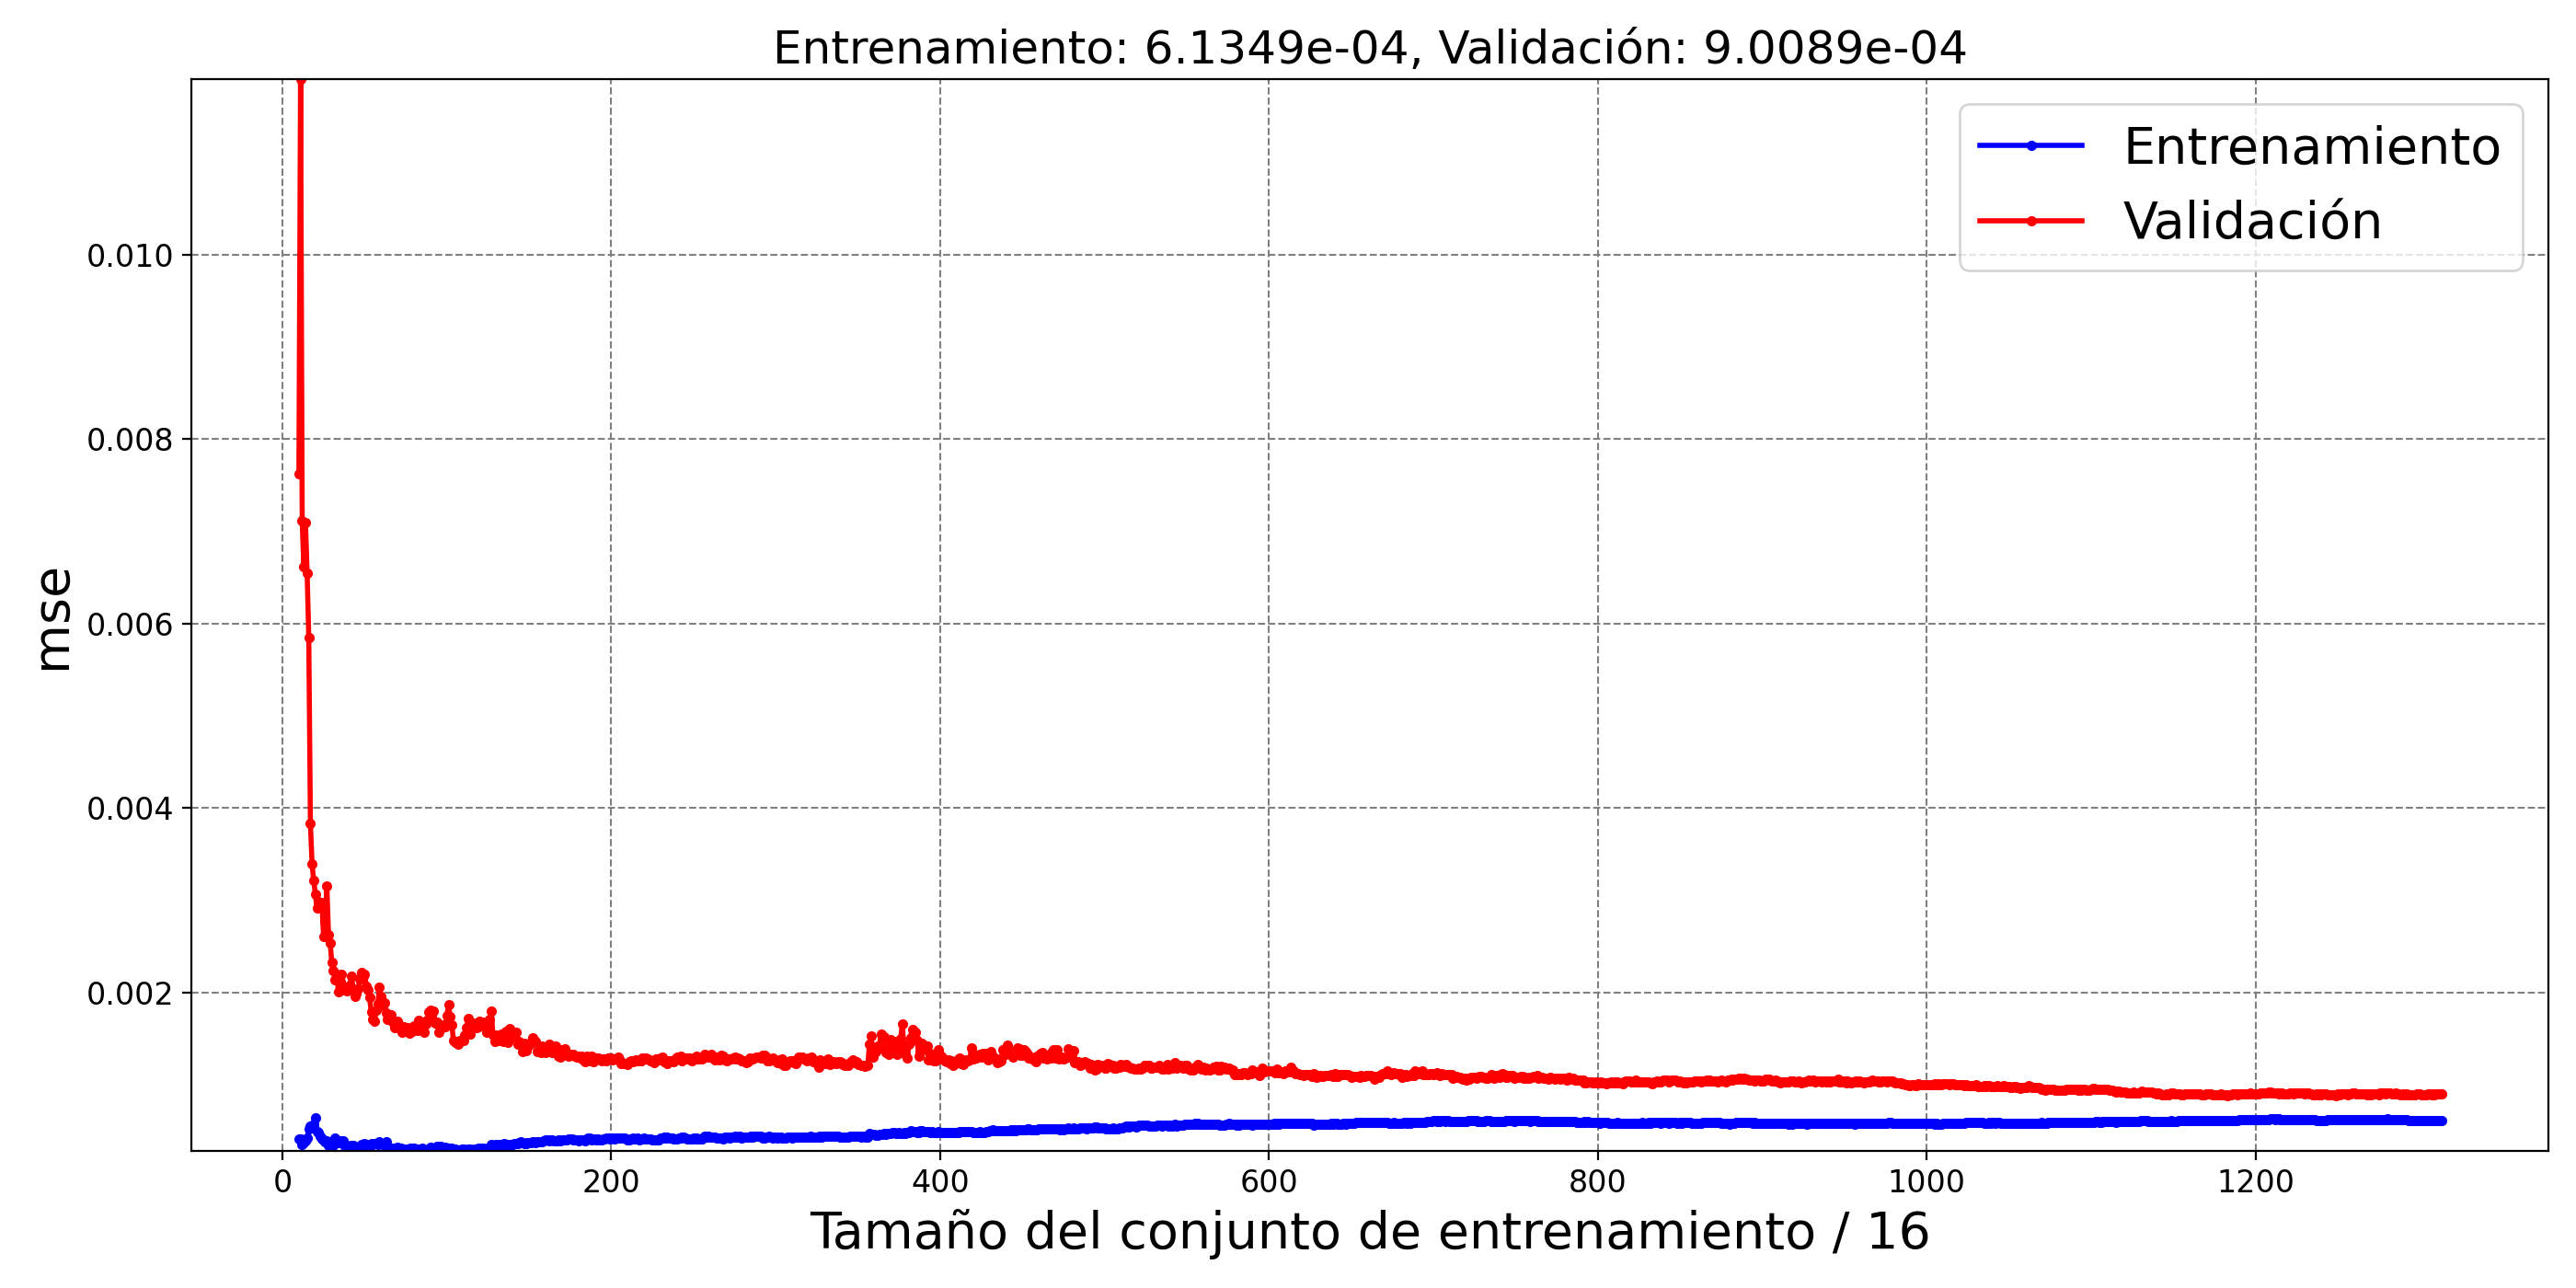 Entrenamiento: 6.1349e-04, Validación: 9.0089e-04
Entrenamiento
Validación
0.010
0.008
0.006
0.004
0.002
mse
0 200 400 600 800 1000 1200
Tamaño del conjunto de entrenamiento / 16